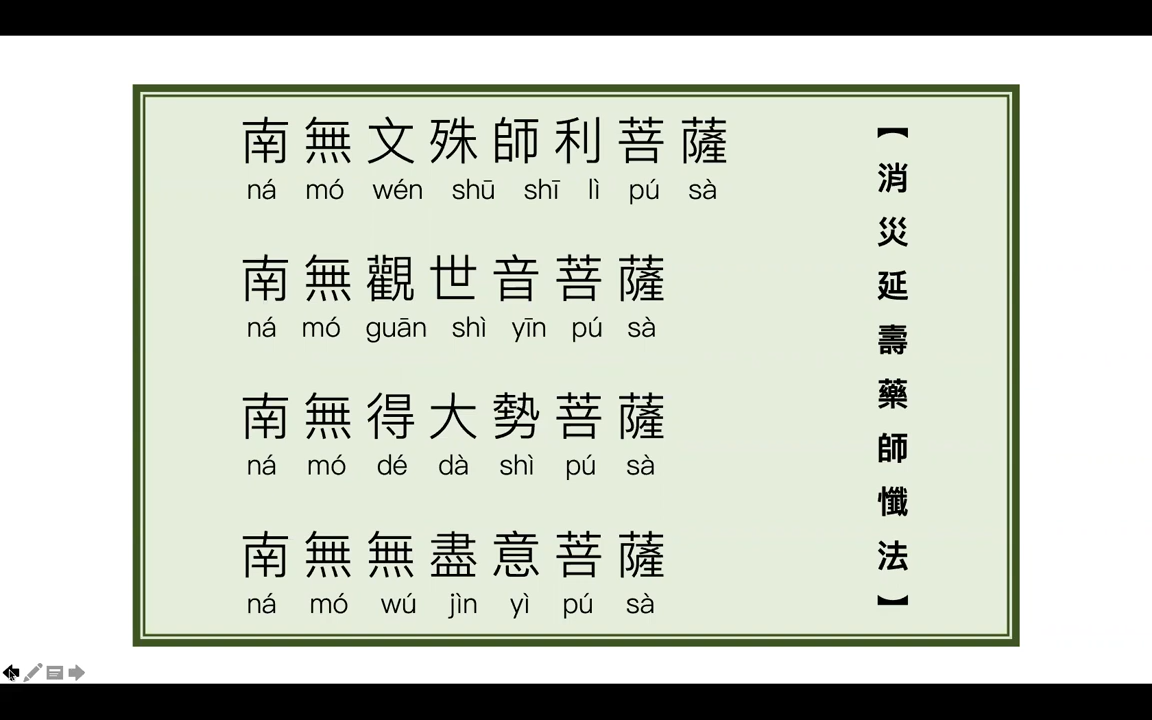 南無文殊師利菩薩
ná mó wén shū shī lì pú sà
南無觀世音菩薩
ná mó guān shì yīn pú sà
南無得大勢菩薩
ná mó dé dà shì pú sà
南無無盡意菩薩
ná mó wú jìn yì pú sà
【消災延壽藥師懺法】